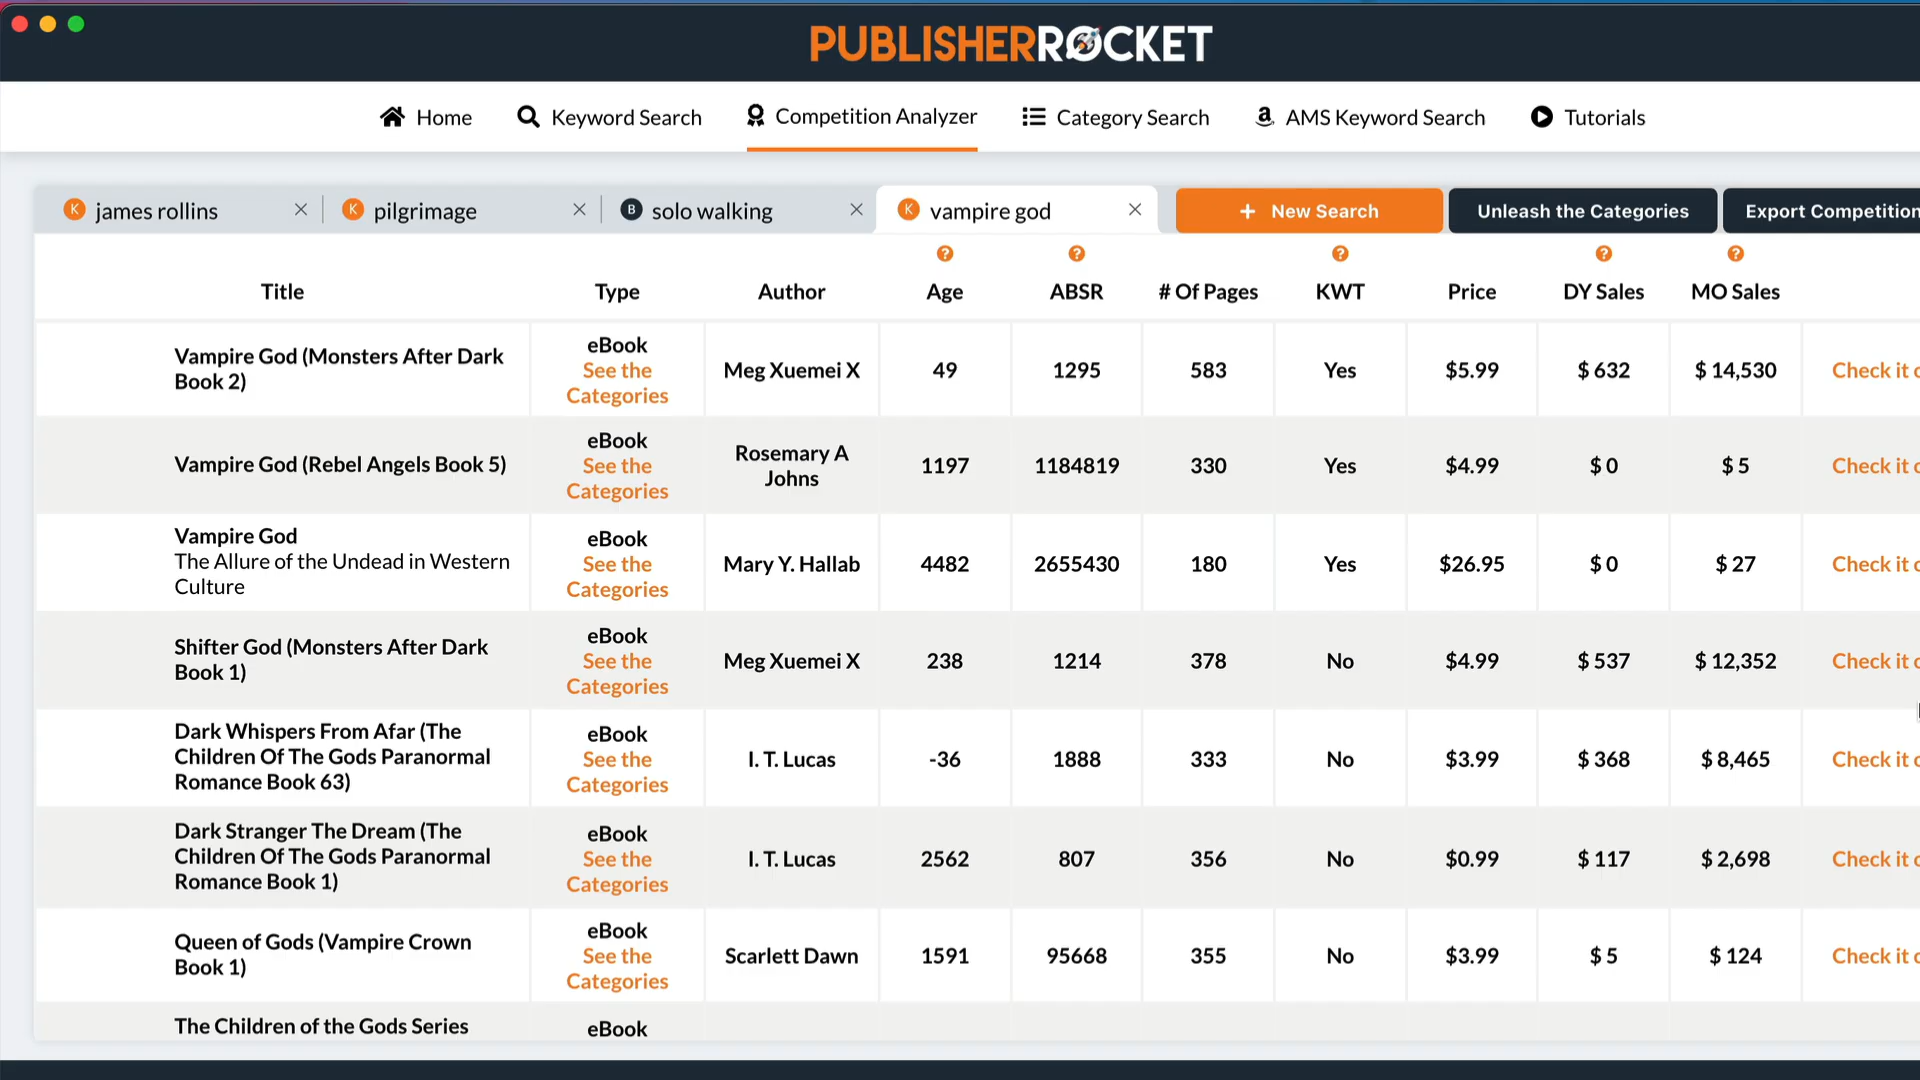 PUBLISHERROCKET
Home Keyword Search Competition Analyzer Category Search AMS Keyword Search Tutorials
K james rollins K pilgrimage B solo walking K vampire god + New Search Unleash the Categories Export Competition
? ? ? ? ?
Title Type Author Age ABSR # Of Pages KWT Price DY Sales MO Sales
Vampire God (Monsters After Dark
Book 2)
eBook
See the
Categories
Meg Xuemei X 49 1295 583 Yes $5.99 $ 632 $ 14,530 Check it o
Vampire God (Rebel Angels Book 5)
eBook
See the
Categories
Rosemary A
Johns
1197 1184819 330 Yes $4.99 $ 0 $ 5 Check it o
Vampire God
The Allure of the Undead in Western
Culture
eBook
See the
Categories
Mary Y. Hallab 4482 2655430 180 Yes $26.95 $ 0 $ 27 Check it o
Shifter God (Monsters After Dark
Book 1)
eBook
See the
Categories
Meg Xuemei X 238 1214 378 No $4.99 $ 537 $ 12,352 Check it o
Dark Whispers From Afar (The
Children Of The Gods Paranormal
Romance Book 63)
eBook
See the
Categories
I. T. Lucas -36 1888 333 No $3.99 $ 368 $ 8,465 Check it o
Dark Stranger The Dream (The
Children Of The Gods Paranormal
Romance Book 1)
eBook
See the
Categories
I. T. Lucas 2562 807 356 No $0.99 $ 117 $ 2,698 Check it o
Queen of Gods (Vampire Crown
Book 1)
eBook
See the
Categories
Scarlett Dawn 1591 95668 355 No $3.99 $ 5 $ 124 Check it o
The Children of the Gods Series
eBook